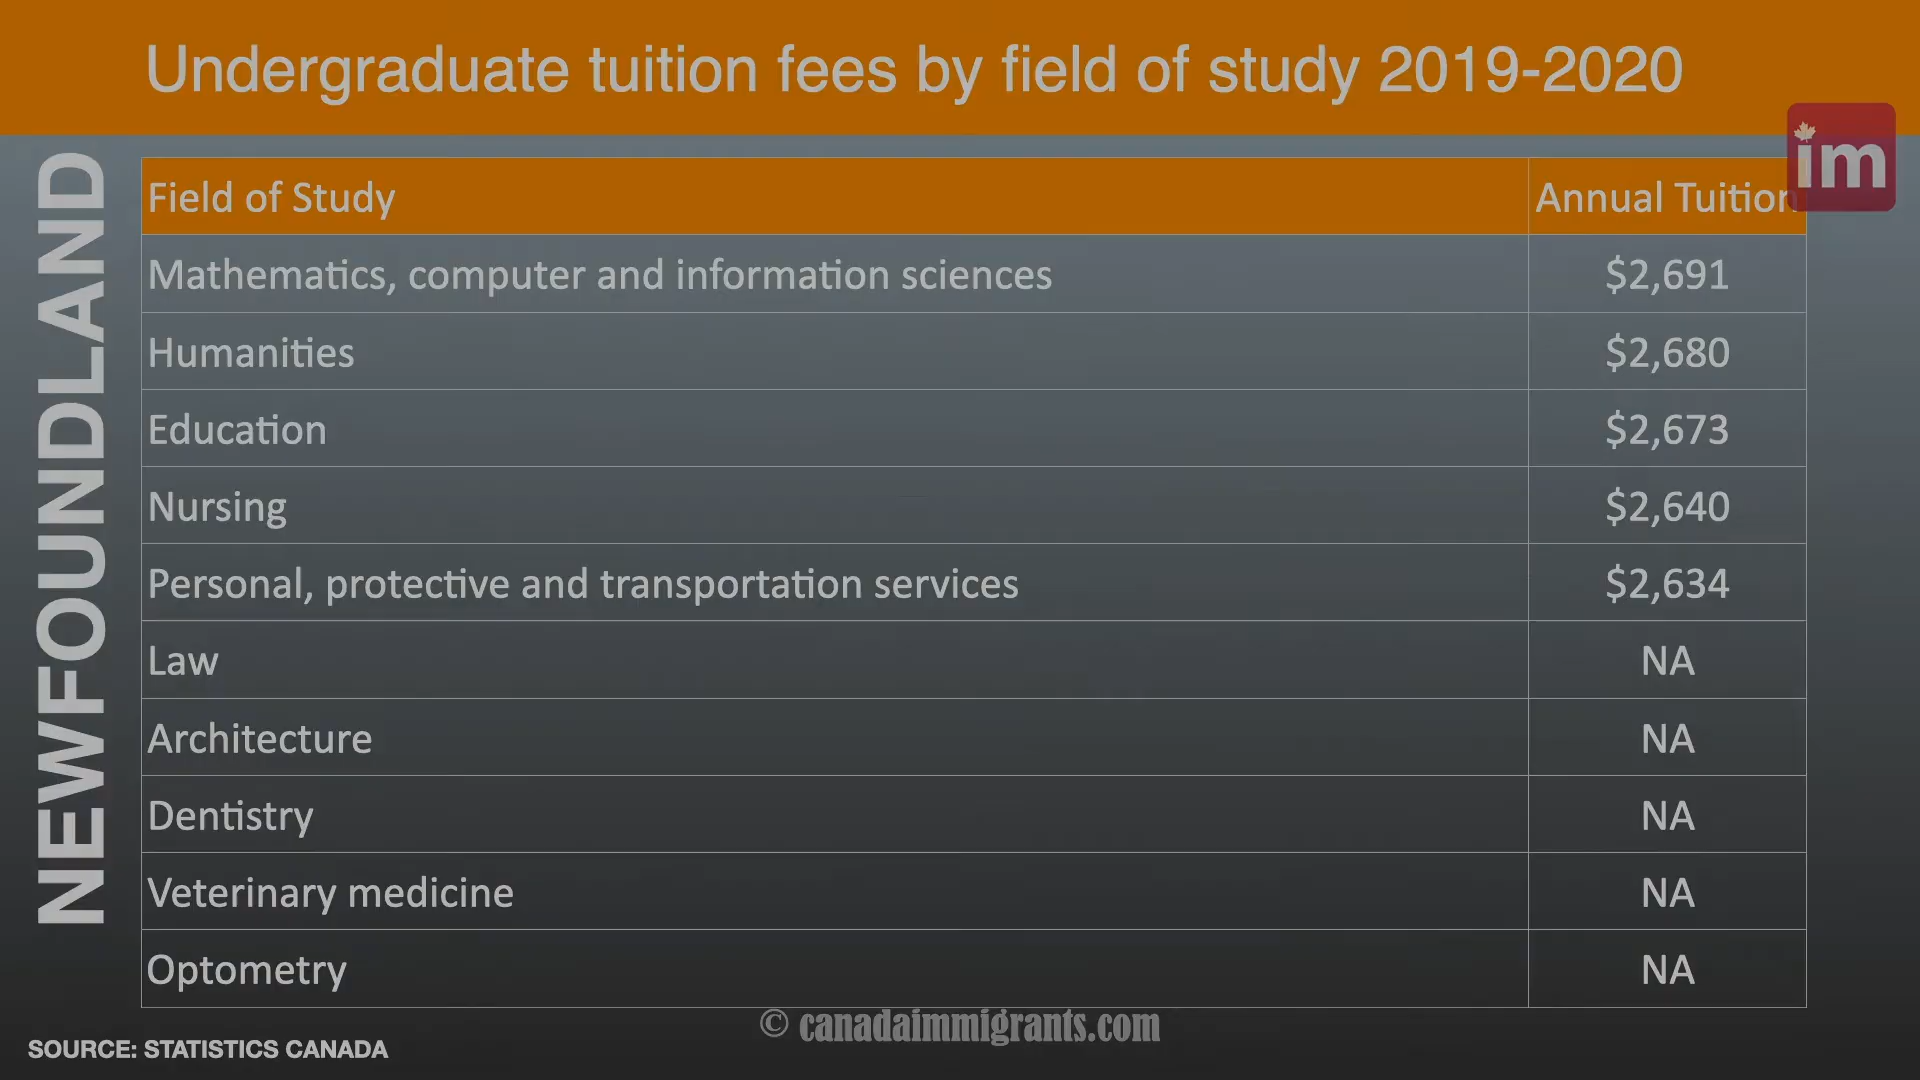 Undergraduate tuition fees by field of study 2019-2020
im
NEWFOUNDLAND
Field of Study Annual Tuition
Mathematics, computer and information sciences $2,691
Humanities $2,680
Education $2,673
Nursing $2,640
Personal, protective and transportation services $2,634
Law NA
Architecture NA
Dentistry NA
Veterinary medicine NA
Optometry NA
© canadaimmigrants.com
SOURCE: STATISTICS CANADA